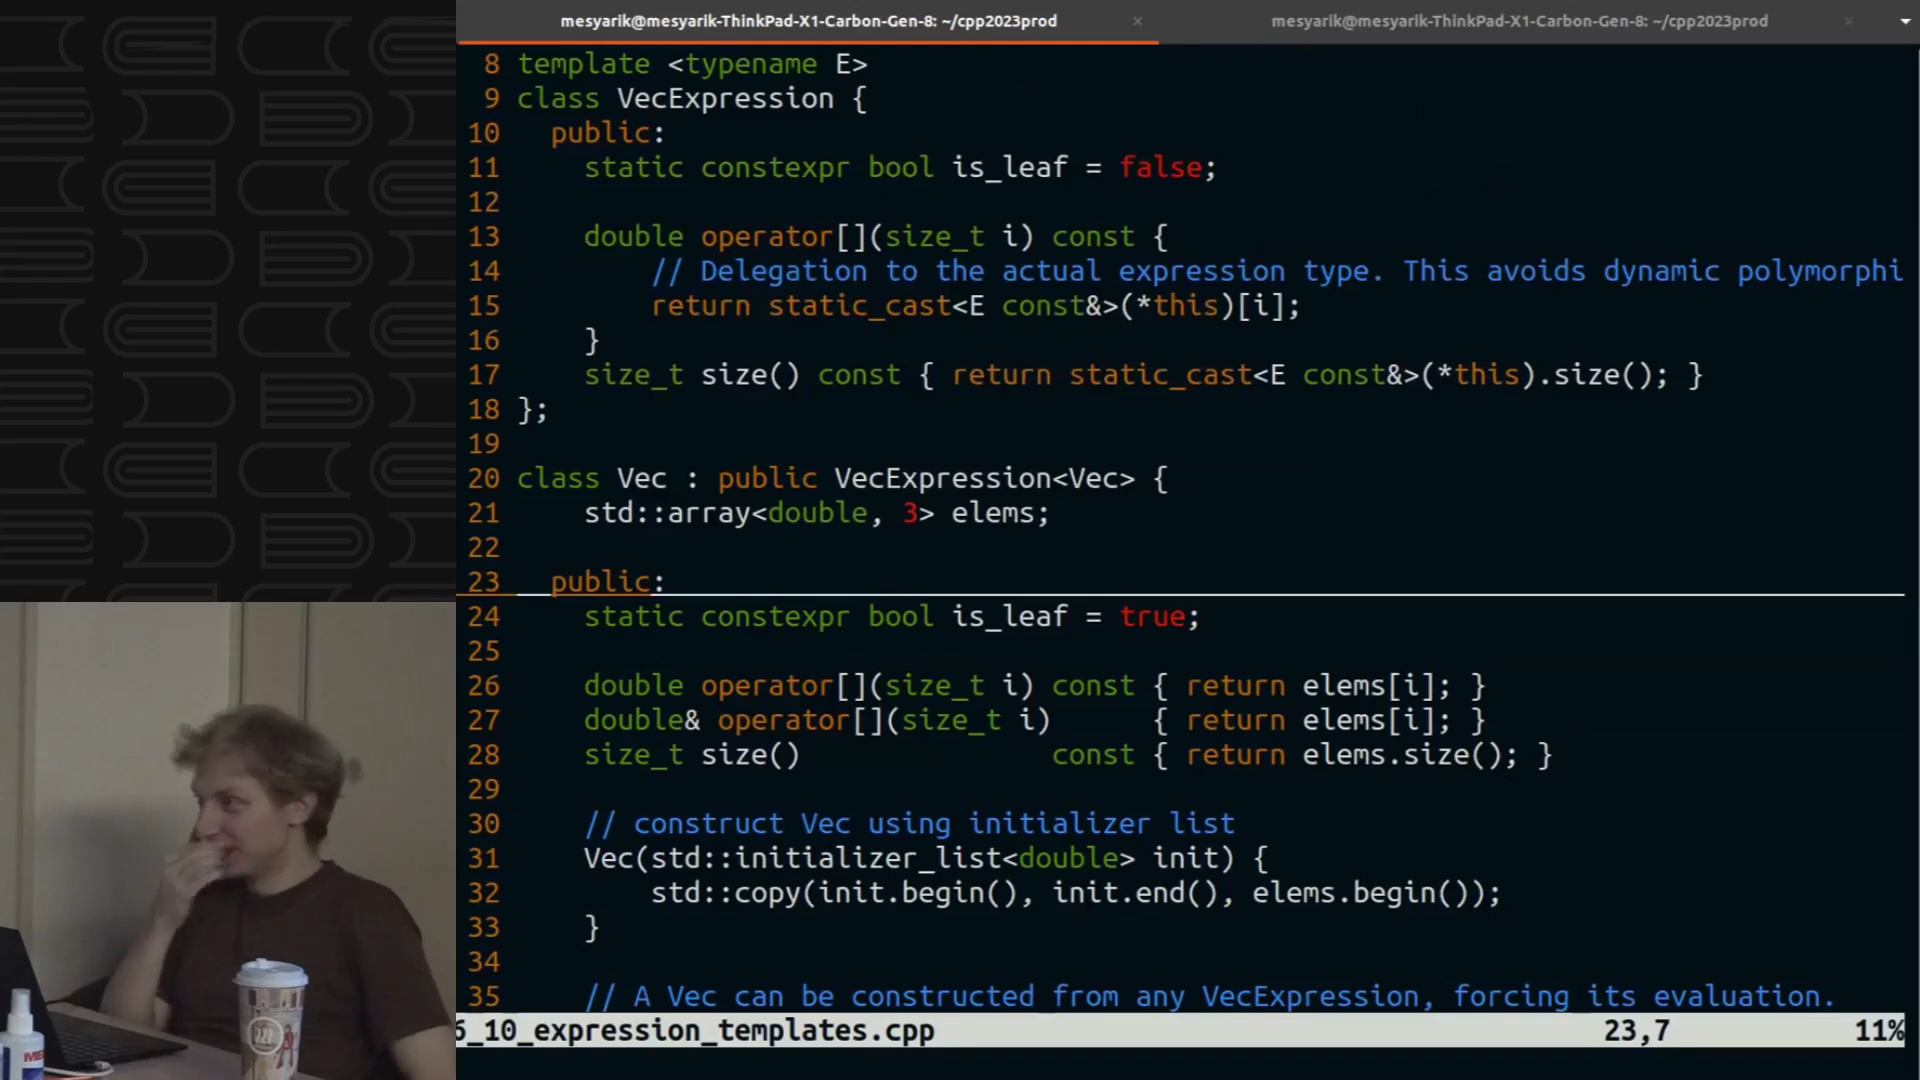 mesyarik@mesyarik-ThinkPad-X1-Carbon-Gen-8: ~/cpp2023prod × mesyarik@mesyarik-ThinkPad-X1-Carbon-Gen-8: ~/cpp2023prod ×
8 template <typename E>
9 class VecExpression {
10   public:
11     static constexpr bool is_leaf = false;
12
13     double operator[](size_t i) const {
14         // Delegation to the actual expression type. This avoids dynamic polymorphi
15         return static_cast<E const&>(*this)[i];
16     }
17     size_t size() const { return static_cast<E const&>(*this).size(); }
18 };
19
20 class Vec : public VecExpression<Vec> {
21     std::array<double, 3> elems;
22
23   public:
24     static constexpr bool is_leaf = true;
25
26     double operator[](size_t i) const { return elems[i]; }
27     double& operator[](size_t i)      { return elems[i]; }
28     size_t size()               const { return elems.size(); }
29
30     // construct Vec using initializer list
31     Vec(std::initializer_list<double> init) {
32         std::copy(init.begin(), init.end(), elems.begin());
33     }
34
35     // A Vec can be constructed from any VecExpression, forcing its evaluation.
6_10_expression_templates.cpp 23,7 11%
227